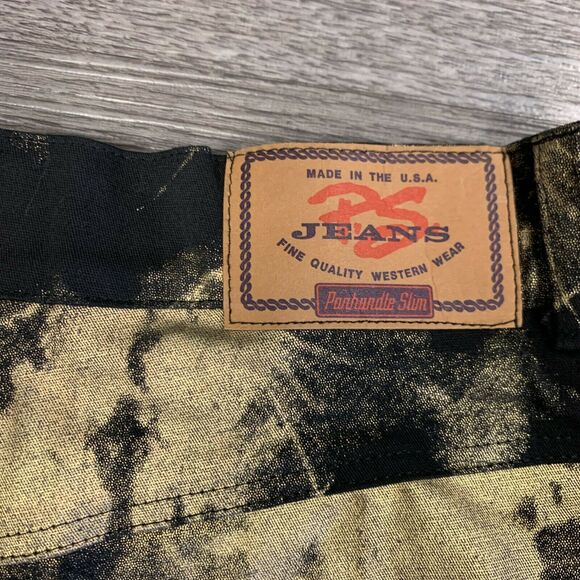 MADE IN THE U.S.A.
PS
JEANS
FINE QUALITY WESTERN WEAR
Panhandle Slim